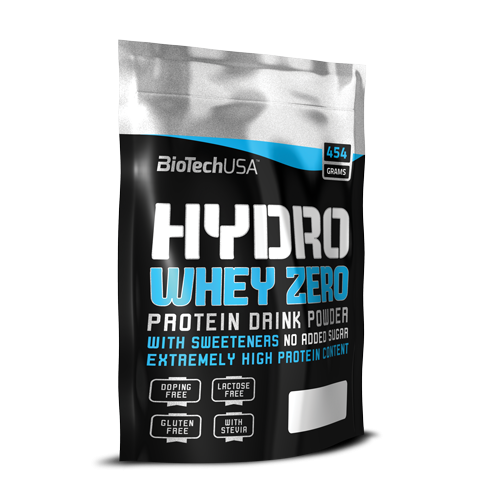 454
GRAMS
BIOTECHUSA™
HYDRO
WHEY ZERO
PROTEIN DRINK POWDER
WITH SWEETENERS NO ADDED SUGAR
EXTREMELY HIGH PROTEIN CONTENT
DOPING
FREE
LACTOSE
FREE
GLUTEN
FREE
WITH
STEVIA